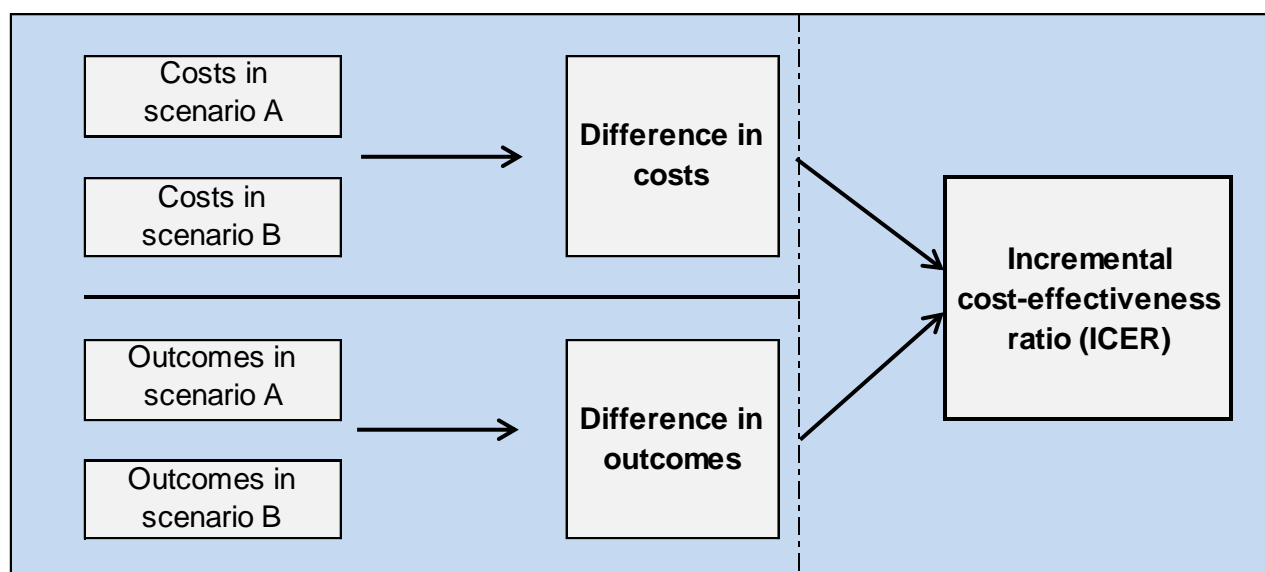 Costs in
scenario A
Costs in
scenario B
Difference in
costs
Outcomes in
scenario A
Outcomes in
scenario B
Difference in
outcomes
Incremental
cost-effectiveness
ratio (ICER)